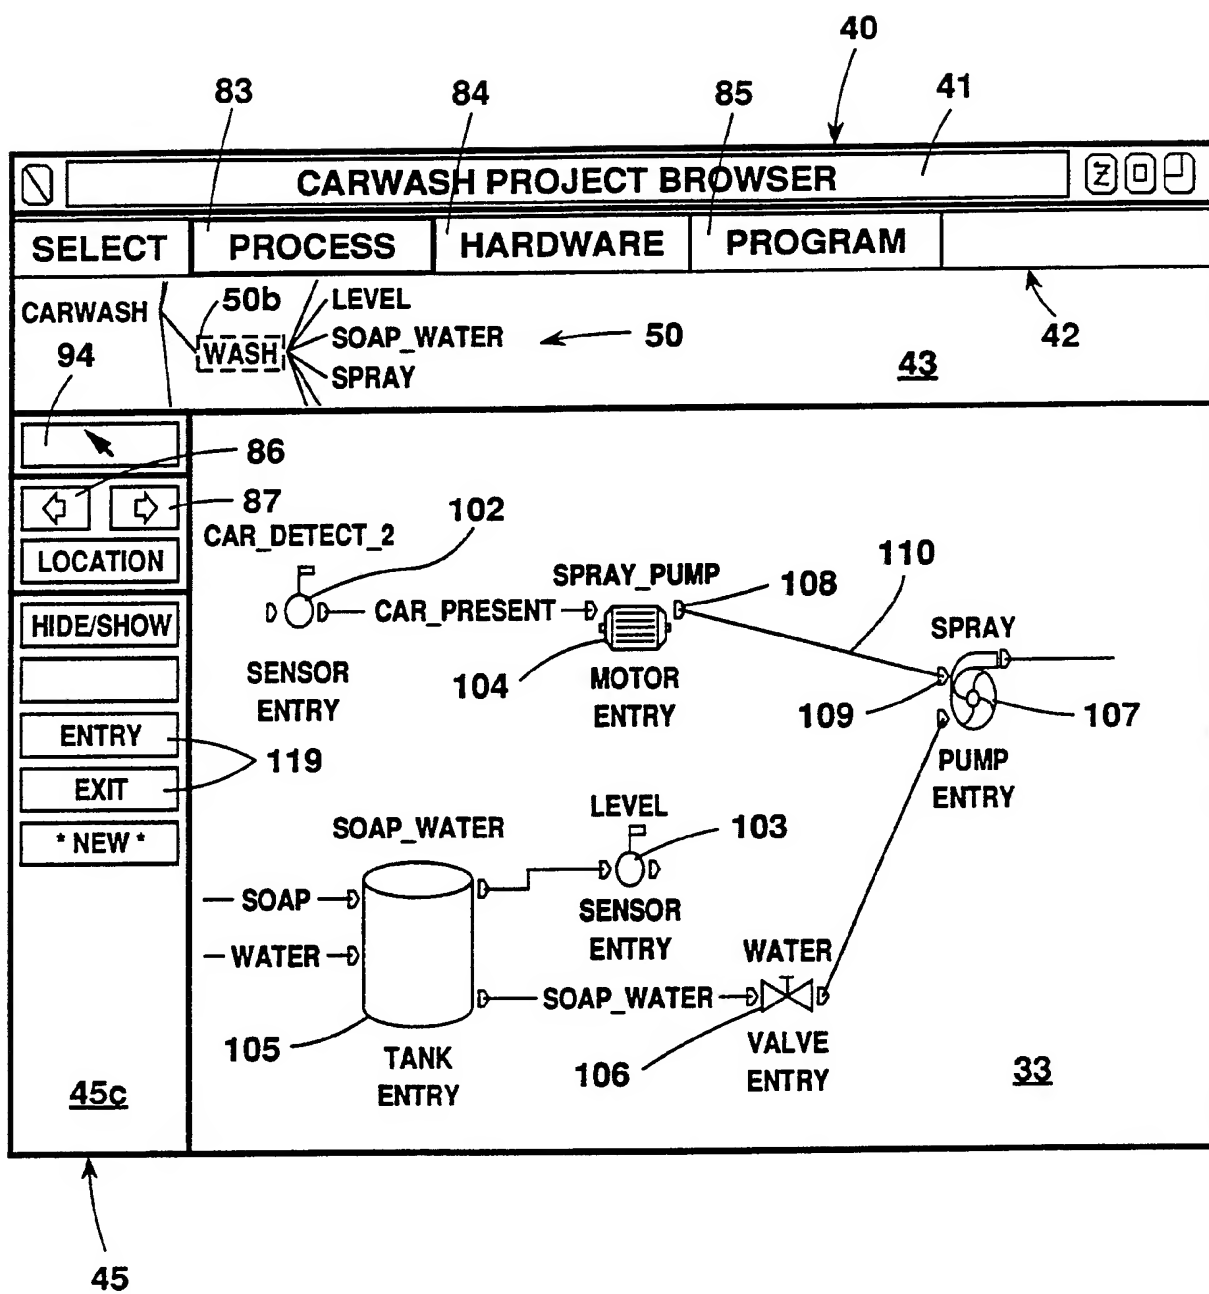 40
83
84
85
41
CARWASH PROJECT BROWSER
Z
SELECT
PROCESS
HARDWARE
PROGRAM
CARWASH
50b
LEVEL
WASH
SOAP_WATER
50
42
94
SPRAY
43
86
87
102
CAR_DETECT_2
LOCATION
SPRAY_PUMP
108
110
CAR_PRESENT
HIDE/SHOW
SPRAY
SENSOR
ENTRY
104
MOTOR
ENTRY
109
107
ENTRY
119
EXIT
PUMP
ENTRY
* NEW *
SOAP_WATER
LEVEL
103
SOAP
SENSOR
ENTRY
WATER
WATER
SOAP_WATER
105
TANK
ENTRY
106
VALVE
ENTRY
33
45c
45